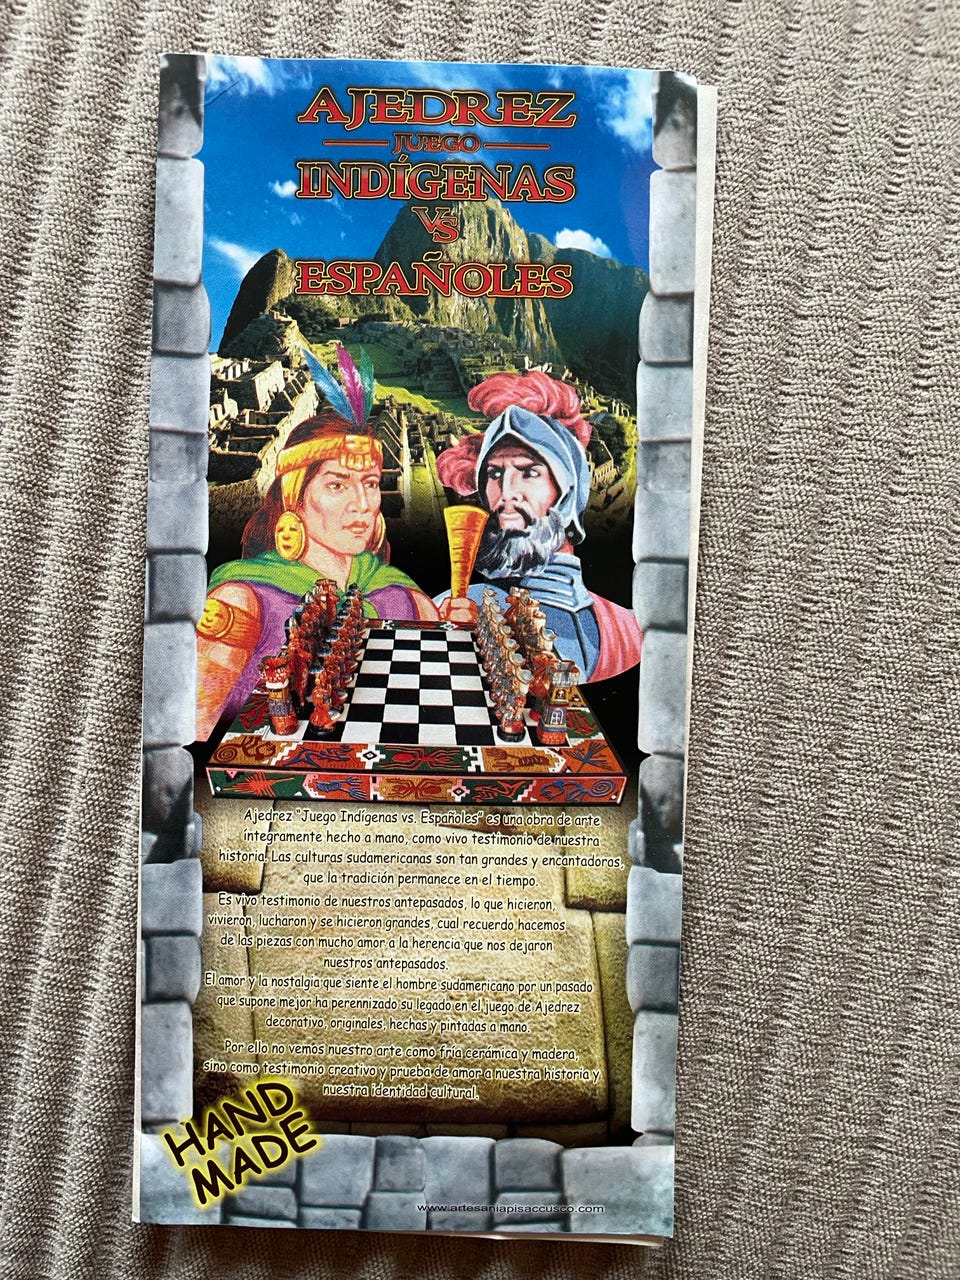 AJEDREZ
JUEGO
INDÍGENAS
VS
ESPAÑOLES
Ajedrez "Juego Indígenas vs. Españoles" es una obra de arte
íntegramente hecho a mano, como vivo testimonio de nuestra
historia. Las culturas sudamericanas son tan grandes y encantadoras,
que la tradición permanece en el tiempo.
Es vivo testimonio de nuestros antepasados, lo que hicieron,
vivieron, lucharon y se hicieron grandes, cual recuerdo hacemos
de las piezas con mucho amor a la herencia que nos dejaron
nuestros antepasados.
El amor y la nostalgia que siente el hombre sudamericano por un pasado
que supone mejor ha perennizado su legado en el juego de Ajedrez
decorativo, originales, hechas y pintadas a mano.
Por ello no vemos nuestro arte como fría cerámica y madera,
sino como testimonio creativo y prueba de amor a nuestra historia y
nuestra identidad cultural.
HAND
MADE
www.artesaniapisaccusco.com